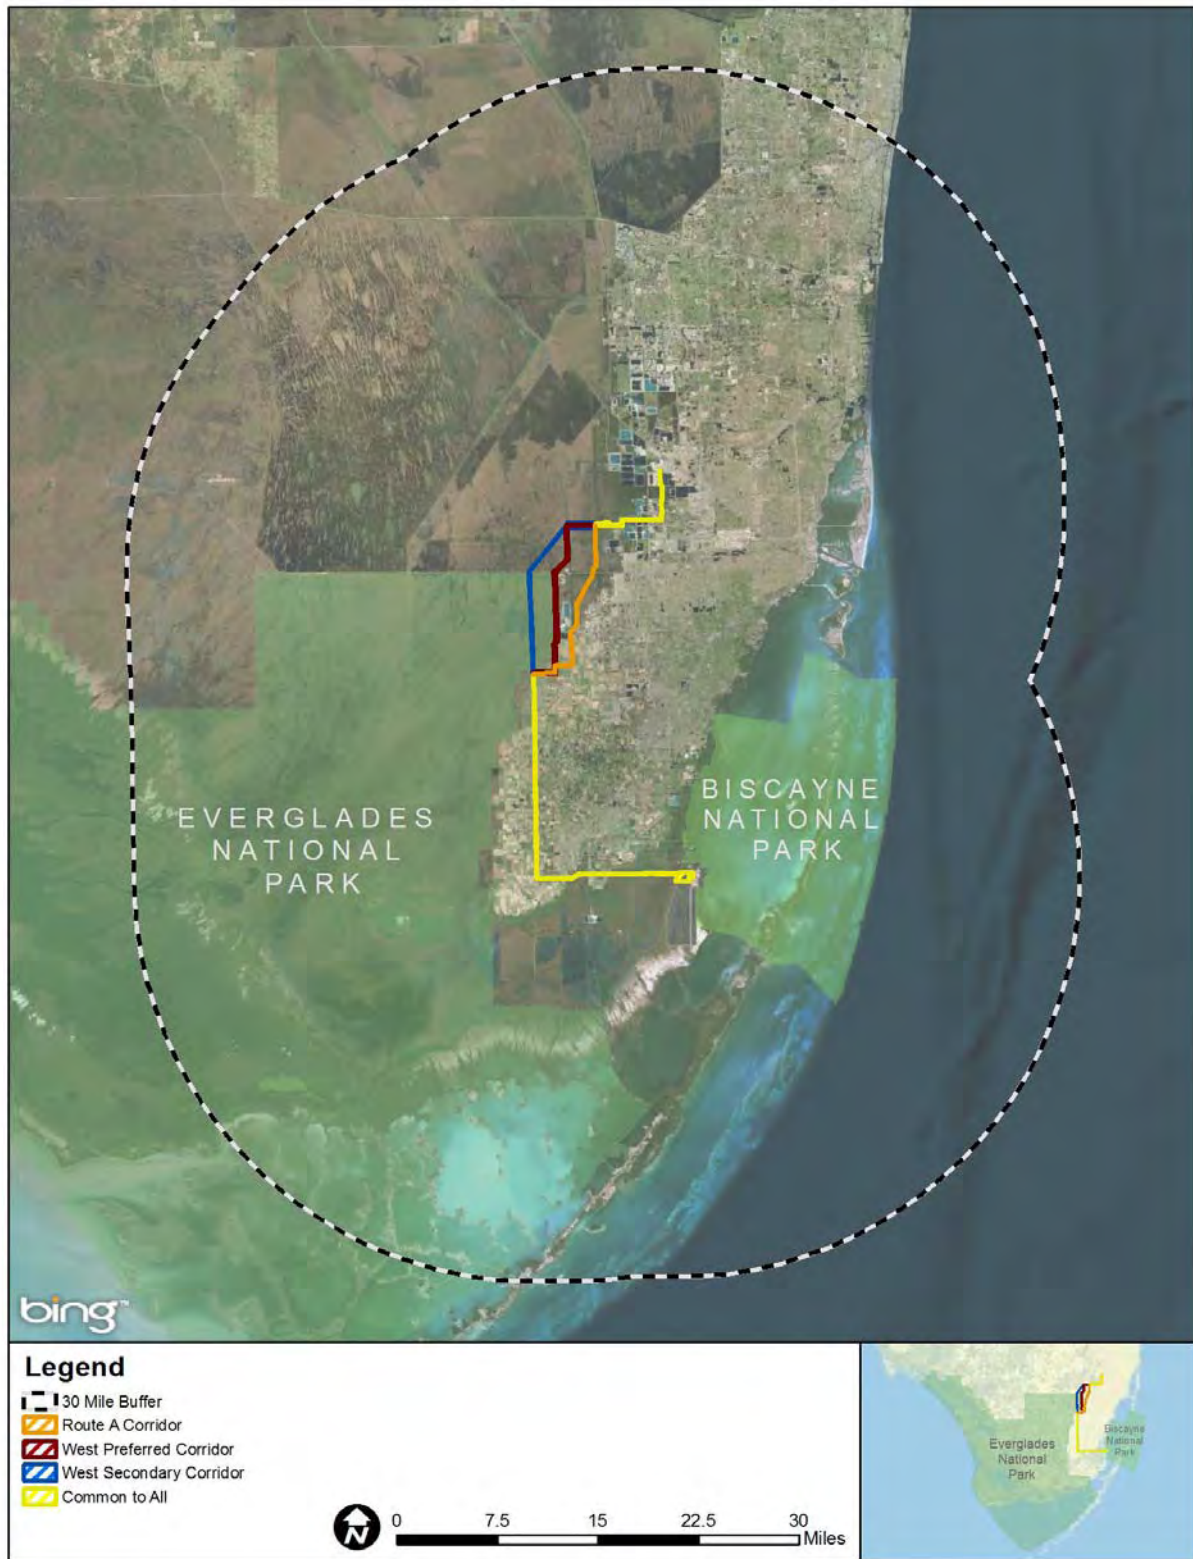 EVERGLADES
NATIONAL
PARK
BISCAYNE
NATIONAL
PARK
bing™
Legend
30 Mile Buffer
Route A Corridor
West Preferred Corridor
West Secondary Corridor
Common to All
N
0 7.5 15 22.5 30
Miles
Everglades
National
Park
Biscayne
National
Park